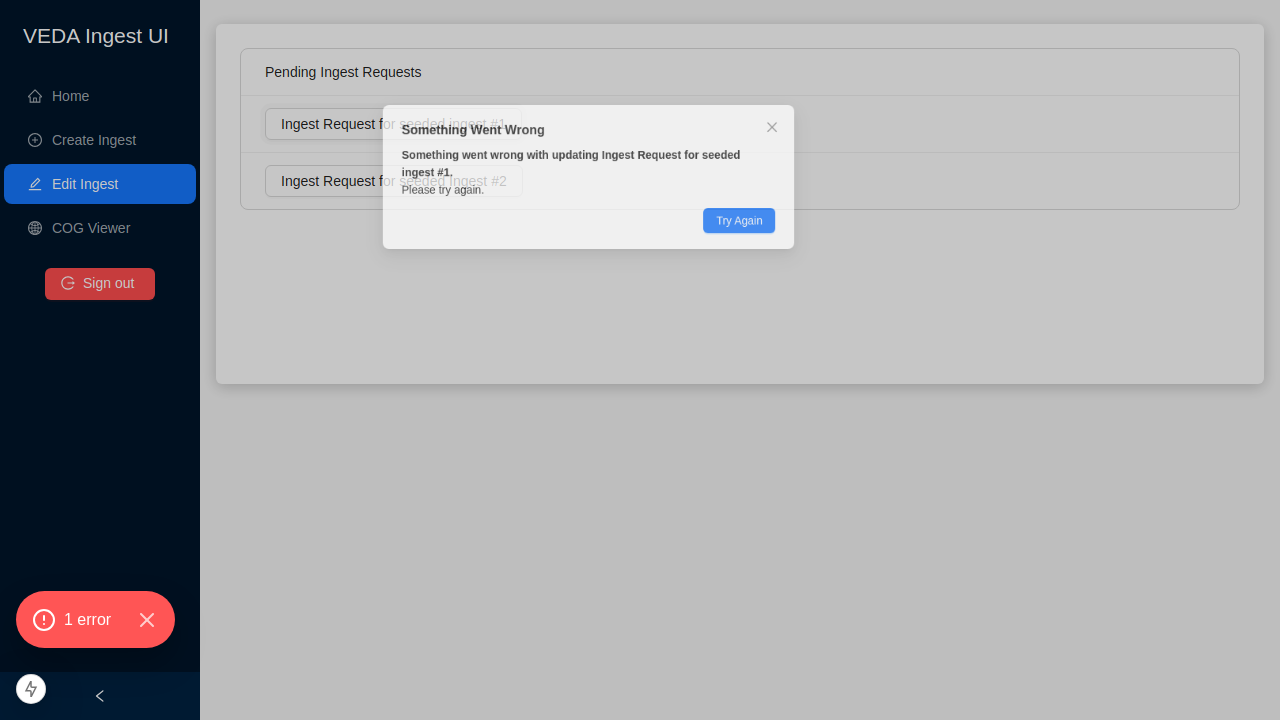 VEDA Ingest UI
Home
Create Ingest
Edit Ingest
COG Viewer
Sign out
1 error
Pending Ingest Requests
Ingest Request for seeded ingest #1
Ingest Request for seeded Ingest #2
Something Went Wrong
Something went wrong with updating Ingest Request for seeded
ingest #1.
Please try again.
Try Again